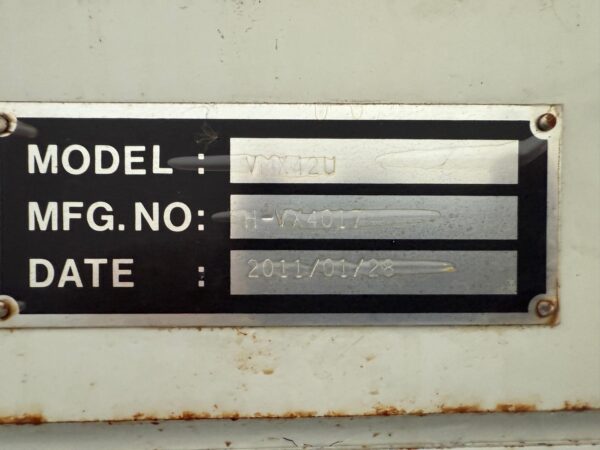 MODEL : VMX42U
MFG. NO: H-VX4017
DATE : 2011/01/28